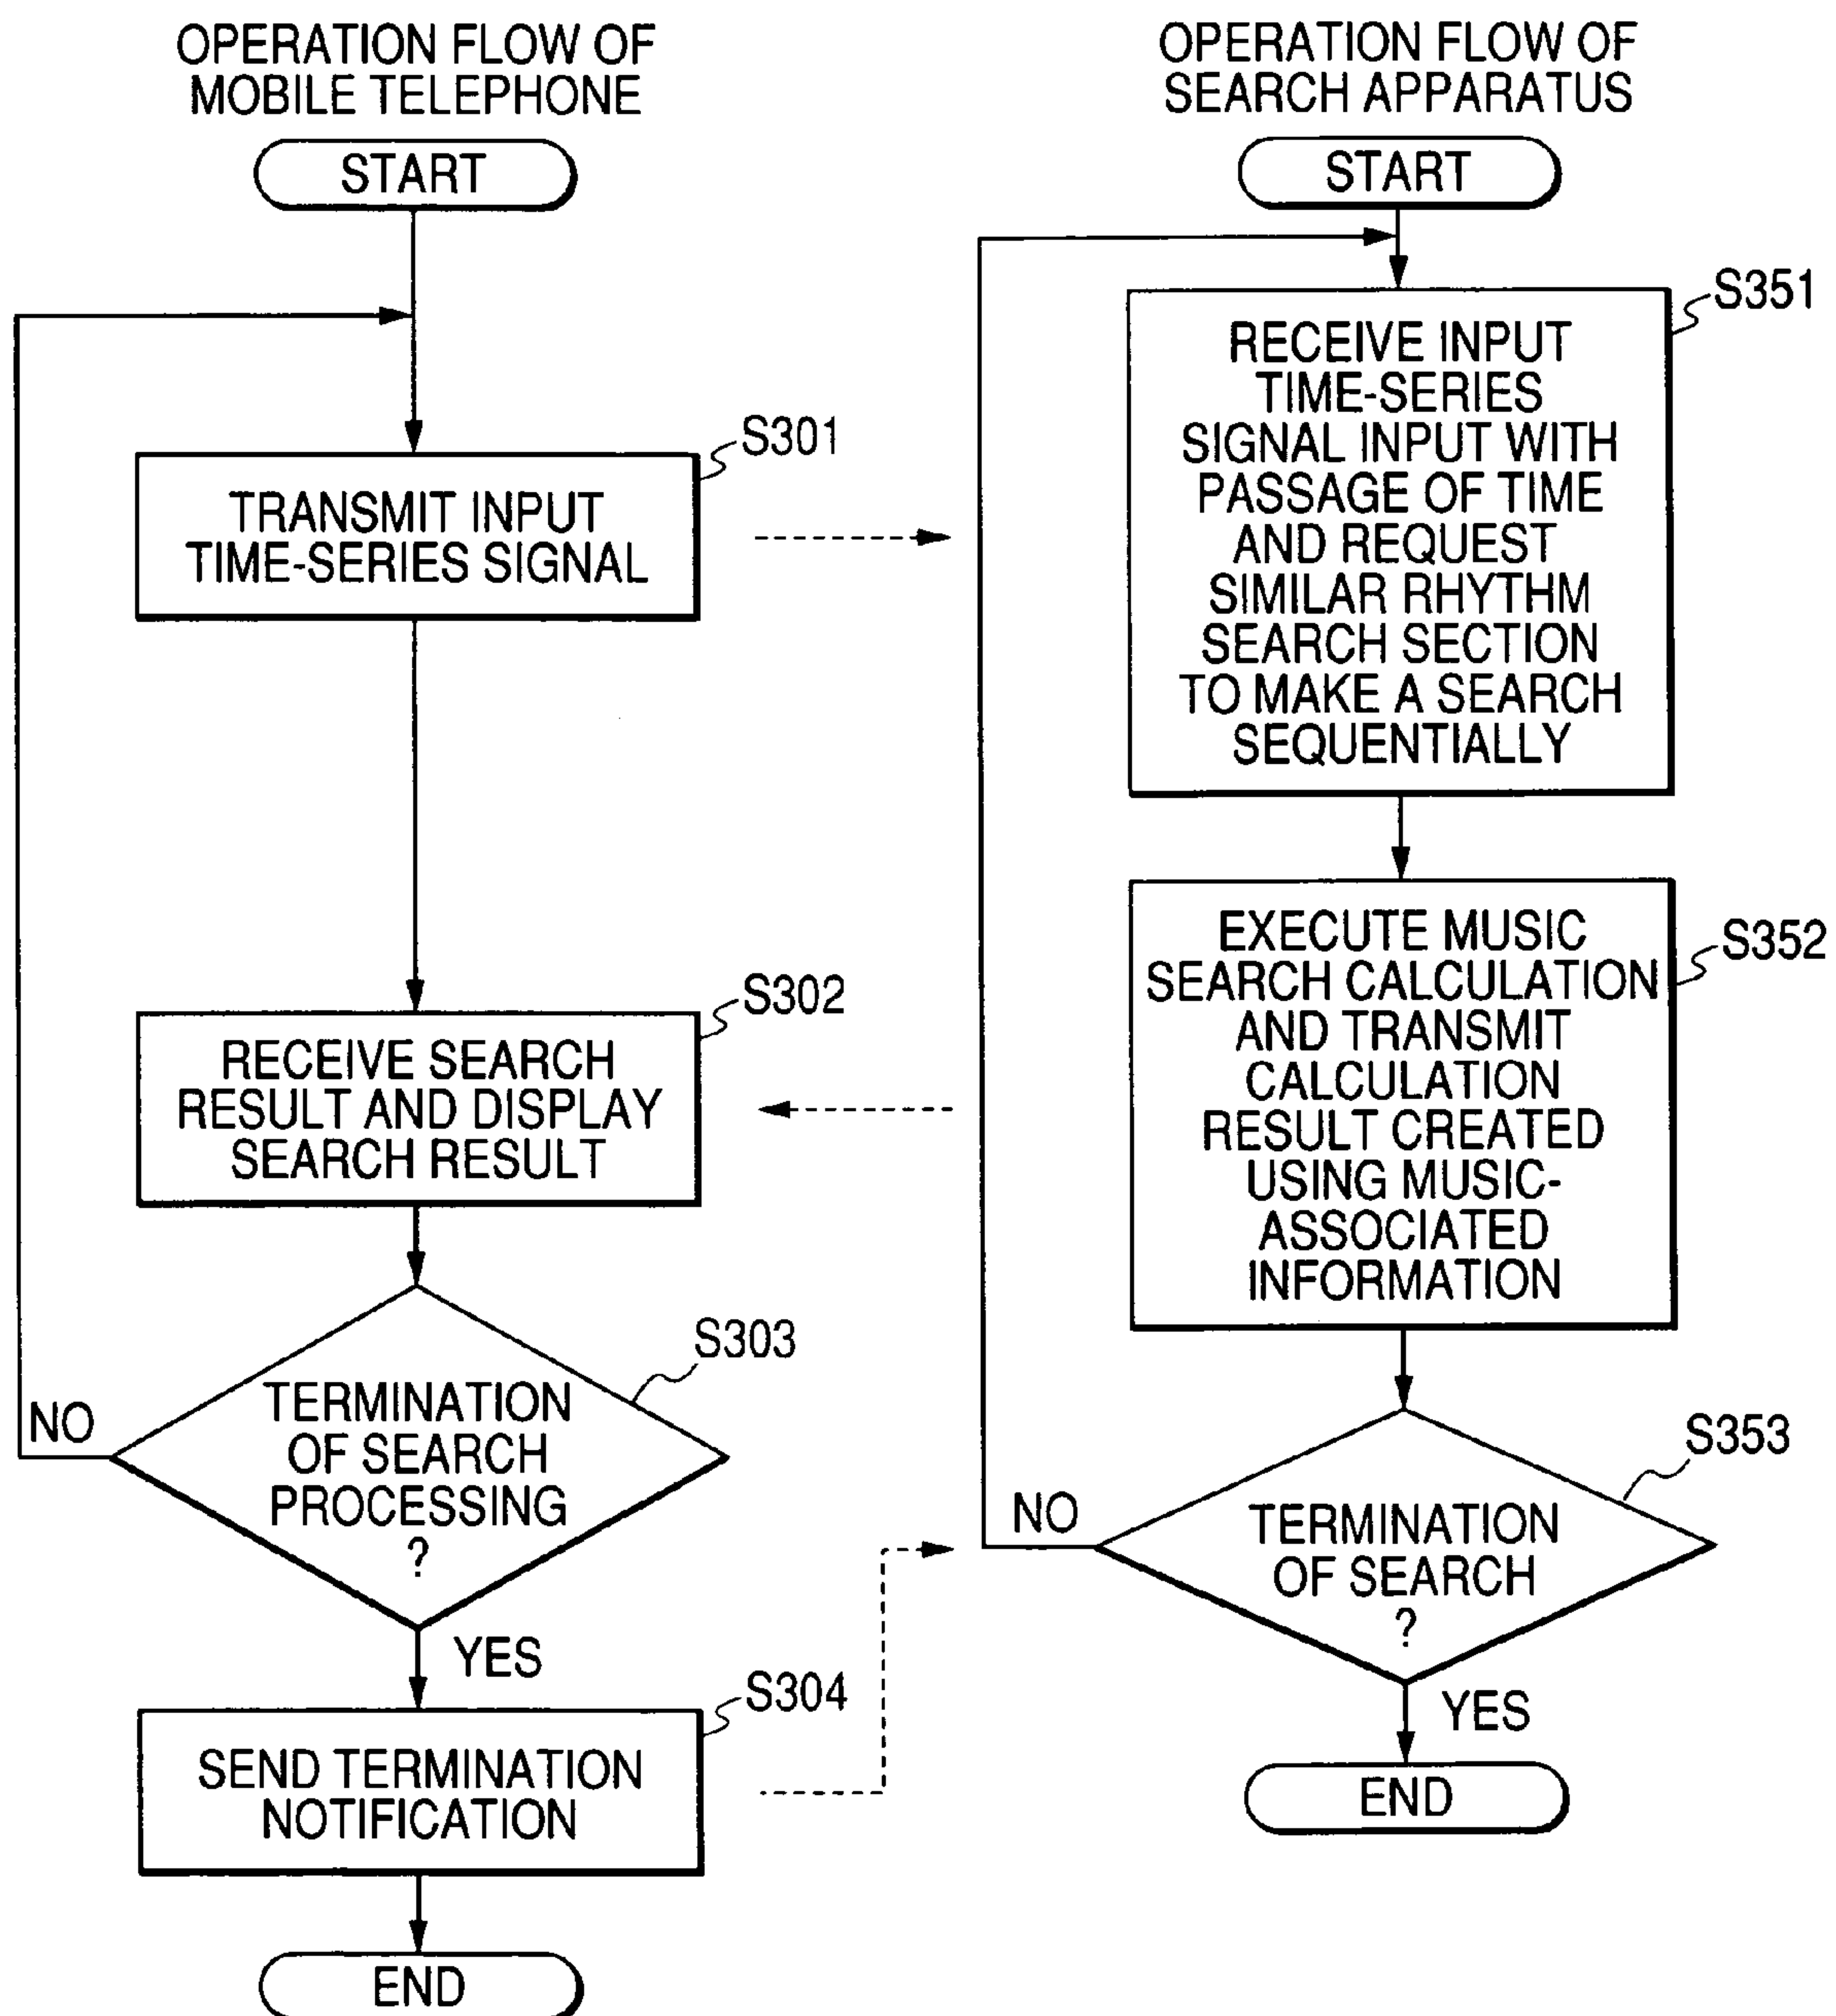 OPERATION FLOW OF
MOBILE TELEPHONE
START
S301
TRANSMIT INPUT
TIME-SERIES SIGNAL
S302
RECEIVE SEARCH
RESULT AND DISPLAY
SEARCH RESULT
S303
TERMINATION
OF SEARCH
PROCESSING
?
NO
YES
S304
SEND TERMINATION
NOTIFICATION
END
OPERATION FLOW OF
SEARCH APPARATUS
START
S351
RECEIVE INPUT
TIME-SERIES
SIGNAL INPUT WITH
PASSAGE OF TIME
AND REQUEST
SIMILAR RHYTHM
SEARCH SECTION
TO MAKE A SEARCH
SEQUENTIALLY
S352
EXECUTE MUSIC
SEARCH CALCULATION
AND TRANSMIT
CALCULATION
RESULT CREATED
USING MUSIC-
ASSOCIATED
INFORMATION
S353
TERMINATION
OF SEARCH
?
NO
YES
END